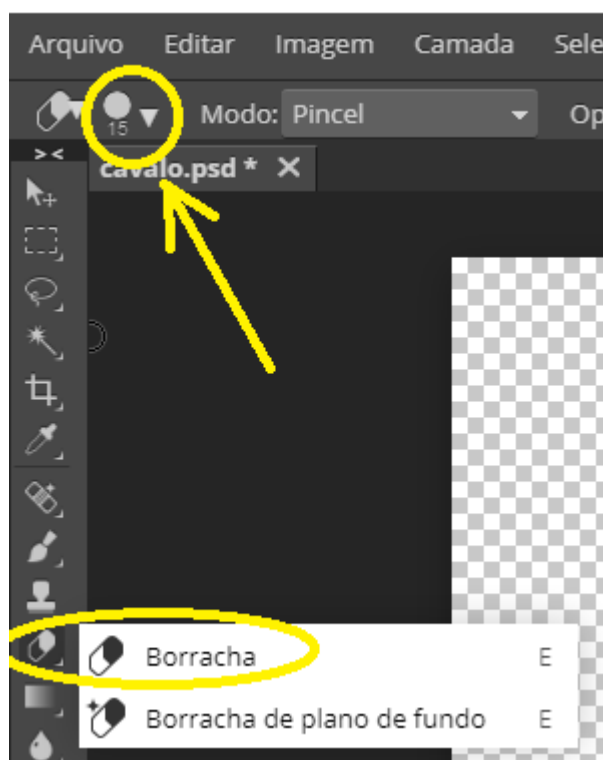 Arquivo Editar Imagem Camada Sele
15 Modo: Pincel Op
> <
cavalo.psd * X
Borracha E
Borracha de plano de fundo E